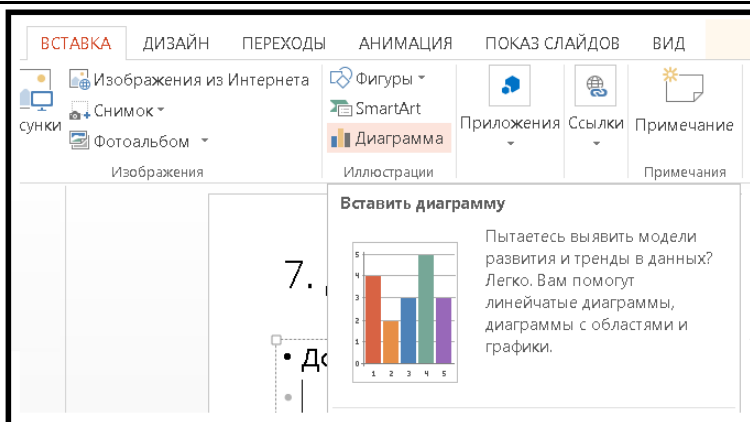 ВСТАВКА ДИЗАЙН ПЕРЕХОДЫ АНИМАЦИЯ ПОКАЗ СЛАЙДОВ ВИД
Изображения из Интернета
Снимок
сунки
Фотоальбом
Изображения
Фигуры
SmartArt
Диаграмма
Иллюстрации
Приложения
Ссылки
Примечание
Примечания
Вставить диаграмму
Пытаетесь выявить модели
развития и тренды в данных?
Легко. Вам помогут
линейчатые диаграммы,
диаграммы с областями и
графики.
5
4
3
2
1
0
1 2 3 4 5
7.
• До